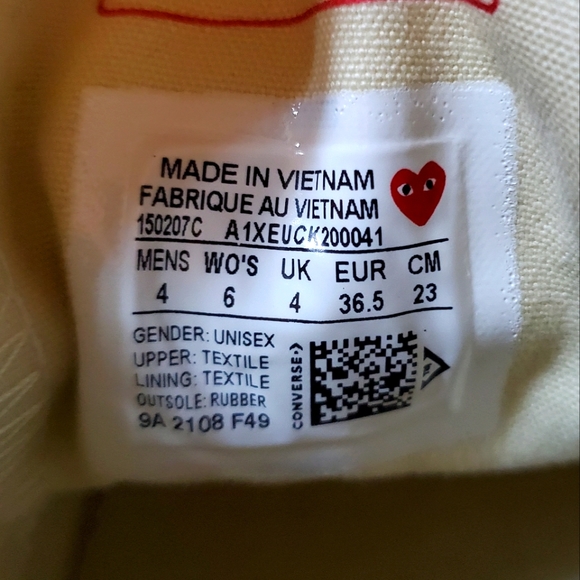 MADE IN VIETNAM
FABRIQUE AU VIETNAM
150207C A1XEUCK200041
MENS WO'S UK EUR CM
4 6 4 36.5 23
GENDER: UNISEX
UPPER: TEXTILE
LINING: TEXTILE
OUTSOLE: RUBBER
9A 2108 F49
CONVERSE